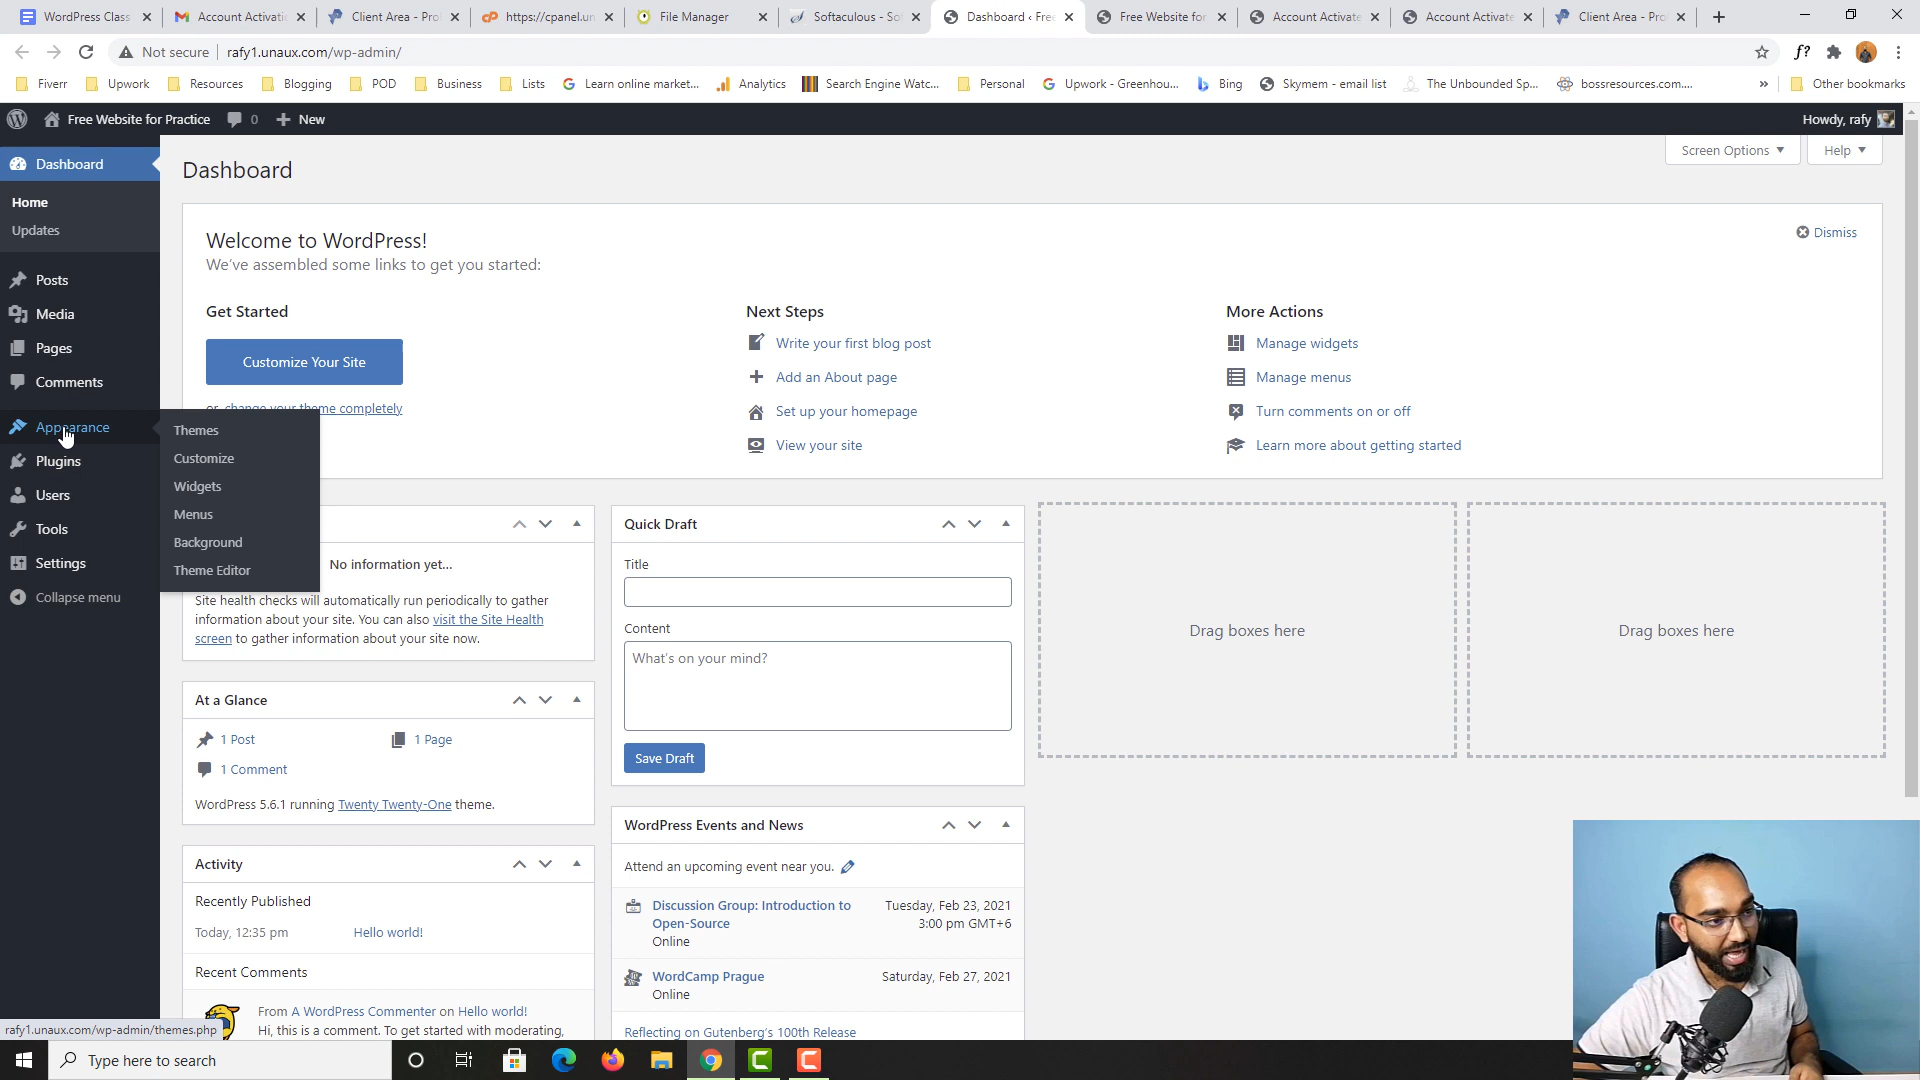 WordPress Class
Account Activati
Client Area - Pro
https://cpanel.un
File Manager
Softaculous - So
Dashboard ‹ Free
Free Website for
Account Activate
Account Activate
Client Area - Pro
Not secure
rafy1.unaux.com/wp-admin/
Fiverr
Upwork
Resources
Blogging
POD
Business
Lists
Learn online market...
Analytics
Search Engine Watc...
Personal
Upwork - Greenhou...
Bing
Skymem - email list
The Unbounded Sp...
bossresources.com....
»
Other bookmarks
Free Website for Practice
0
New
Howdy, rafy
Dashboard
Home
Updates
Posts
Media
Pages
Comments
Appearance
Plugins
Users
Tools
Settings
Collapse menu
Themes
Customize
Widgets
Menus
Background
Theme Editor
Dashboard
Screen Options
Help
Welcome to WordPress!
We've assembled some links to get you started:
Dismiss
Get Started
Customize Your Site
or, change your theme completely
Next Steps
Write your first blog post
Add an About page
Set up your homepage
View your site
More Actions
Manage widgets
Manage menus
Turn comments on or off
Learn more about getting started
No information yet...
Site health checks will automatically run periodically to gather
information about your site. You can also visit the Site Health
screen to gather information about your site now.
At a Glance
1 Post
1 Page
1 Comment
WordPress 5.6.1 running Twenty Twenty-One theme.
Activity
Recently Published
Today, 12:35 pm
Hello world!
Recent Comments
From A WordPress Commenter on Hello world!
Hi, this is a comment. To get started with moderating,
Quick Draft
Title
Content
What's on your mind?
Save Draft
WordPress Events and News
Attend an upcoming event near you.
Discussion Group: Introduction to
Open-Source
Online
Tuesday, Feb 23, 2021
3:00 pm GMT+6
WordCamp Prague
Online
Saturday, Feb 27, 2021
Reflecting on Gutenberg's 100th Release
Drag boxes here
Drag boxes here
rafy1.unaux.com/wp-admin/themes.php
Type here to search